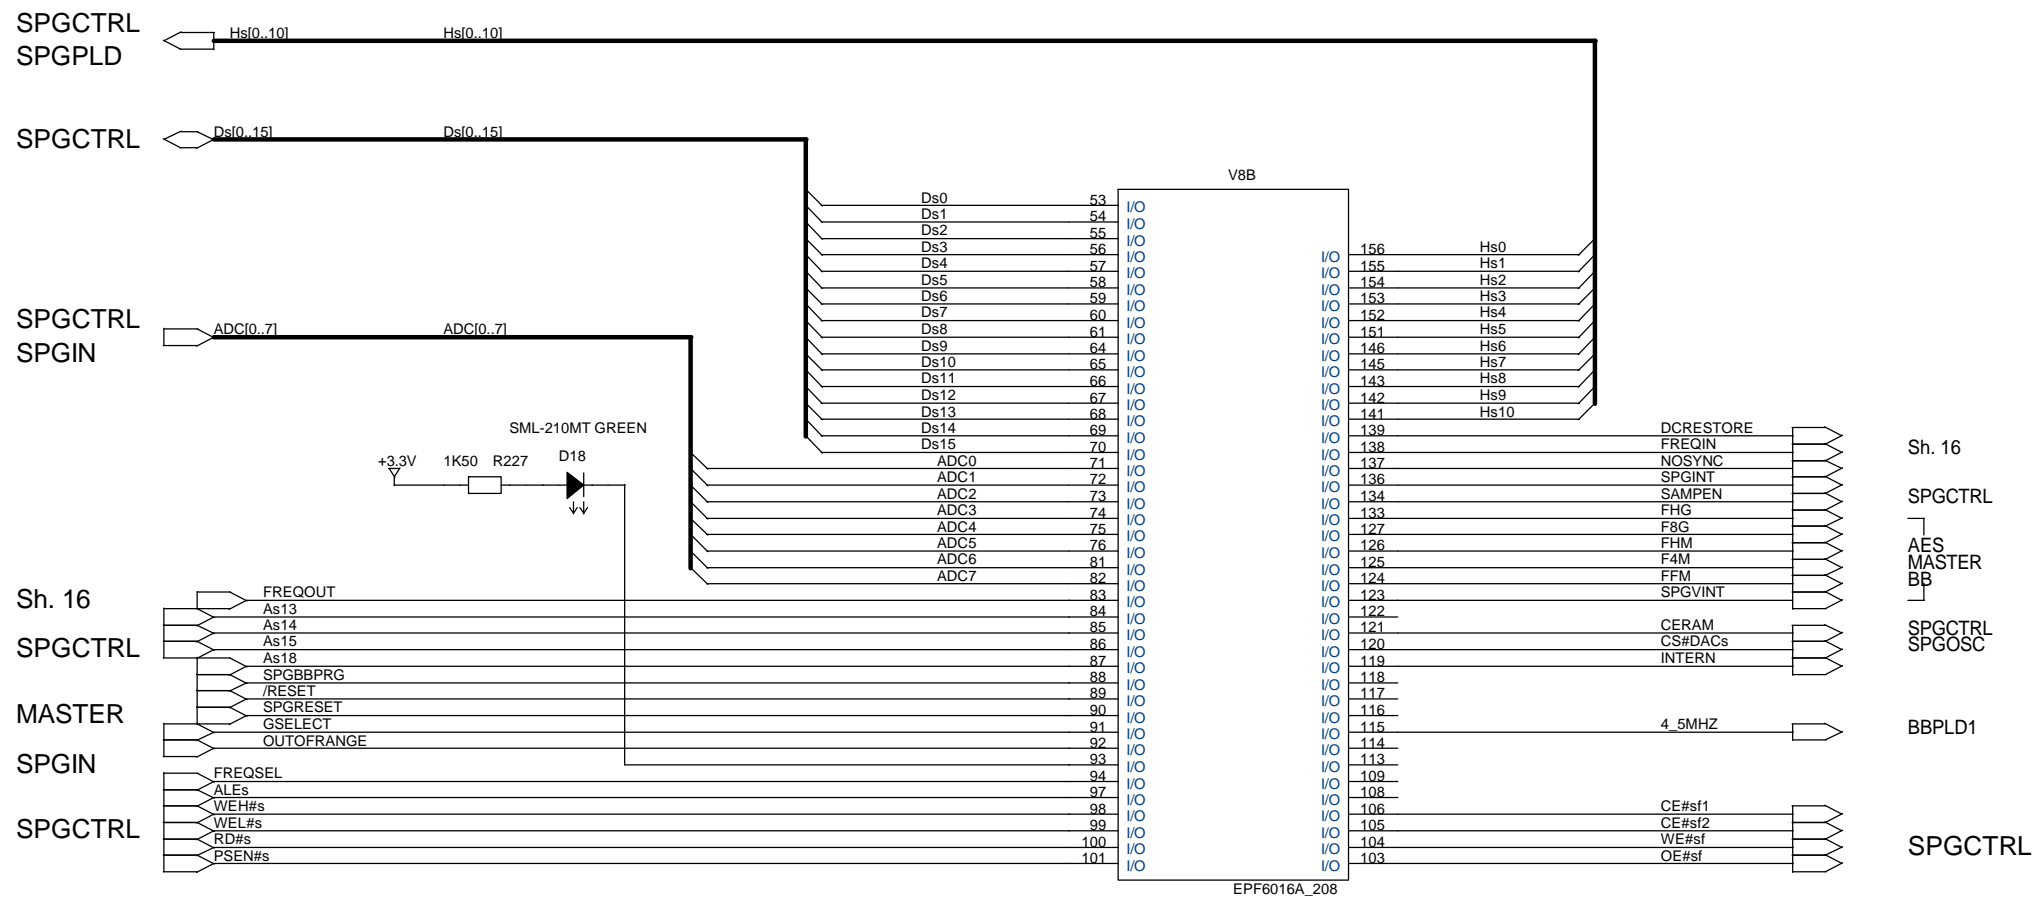 SPGCTRL
SPGPLD
Hs[0..10] Hs[0..10]
SPGCTRL
Ds[0..15] Ds[0..15]
SPGCTRL
SPGIN
ADC[0..7] ADC[0..7]
V8B
Ds0 53 I/O
Ds1 54 I/O
Ds2 55 I/O
Ds3 56 I/O
Ds4 57 I/O
Ds5 58 I/O
Ds6 59 I/O
Ds7 60 I/O
Ds8 61 I/O
Ds9 64 I/O
Ds10 65 I/O
Ds11 66 I/O
Ds12 67 I/O
Ds13 68 I/O
Ds14 69 I/O
Ds15 70 I/O
ADC0 71 I/O
ADC1 72 I/O
ADC2 73 I/O
ADC3 74 I/O
ADC4 75 I/O
ADC5 76 I/O
ADC6 81 I/O
ADC7 82 I/O
SML-210MT GREEN
+3.3V 1K50 R227 D18
Sh. 16
SPGCTRL
MASTER
SPGIN
SPGCTRL
FREQOUT 83 I/O
As13 84 I/O
As14 85 I/O
As15 86 I/O
As18 87 I/O
SPGBBPRG 88 I/O
/RESET 89 I/O
SPGRESET 90 I/O
GSELECT 91 I/O
OUTOFRANGE 92 I/O
93 I/O
FREQSEL 94 I/O
ALEs 97 I/O
WEH#s 98 I/O
WEL#s 99 I/O
RD#s 100 I/O
PSEN#s 101 I/O
I/O 156 Hs0
I/O 155 Hs1
I/O 154 Hs2
I/O 153 Hs3
I/O 152 Hs4
I/O 151 Hs5
I/O 146 Hs6
I/O 145 Hs7
I/O 143 Hs8
I/O 142 Hs9
I/O 141 Hs10
I/O 139 DCRESTORE
I/O 138 FREQIN
I/O 137 NOSYNC
I/O 136 SPGINT
I/O 134 SAMPEN
I/O 133 FHG
I/O 127 F8G
I/O 126 FHM
I/O 125 F4M
I/O 124 FFM
I/O 123 SPGVINT
I/O 122
I/O 121 CERAM
I/O 120 CS#DACs
I/O 119 INTERN
I/O 118
I/O 117
I/O 116
I/O 115 4_5MHZ
I/O 114
I/O 113
I/O 109
I/O 108
I/O 106 CE#sf1
I/O 105 CE#sf2
I/O 104 WE#sf
I/O 103 OE#sf
Sh. 16
SPGCTRL
AES
MASTER
BB
SPGCTRL
SPGOSC
BBPLD1
SPGCTRL
EPF6016A_208